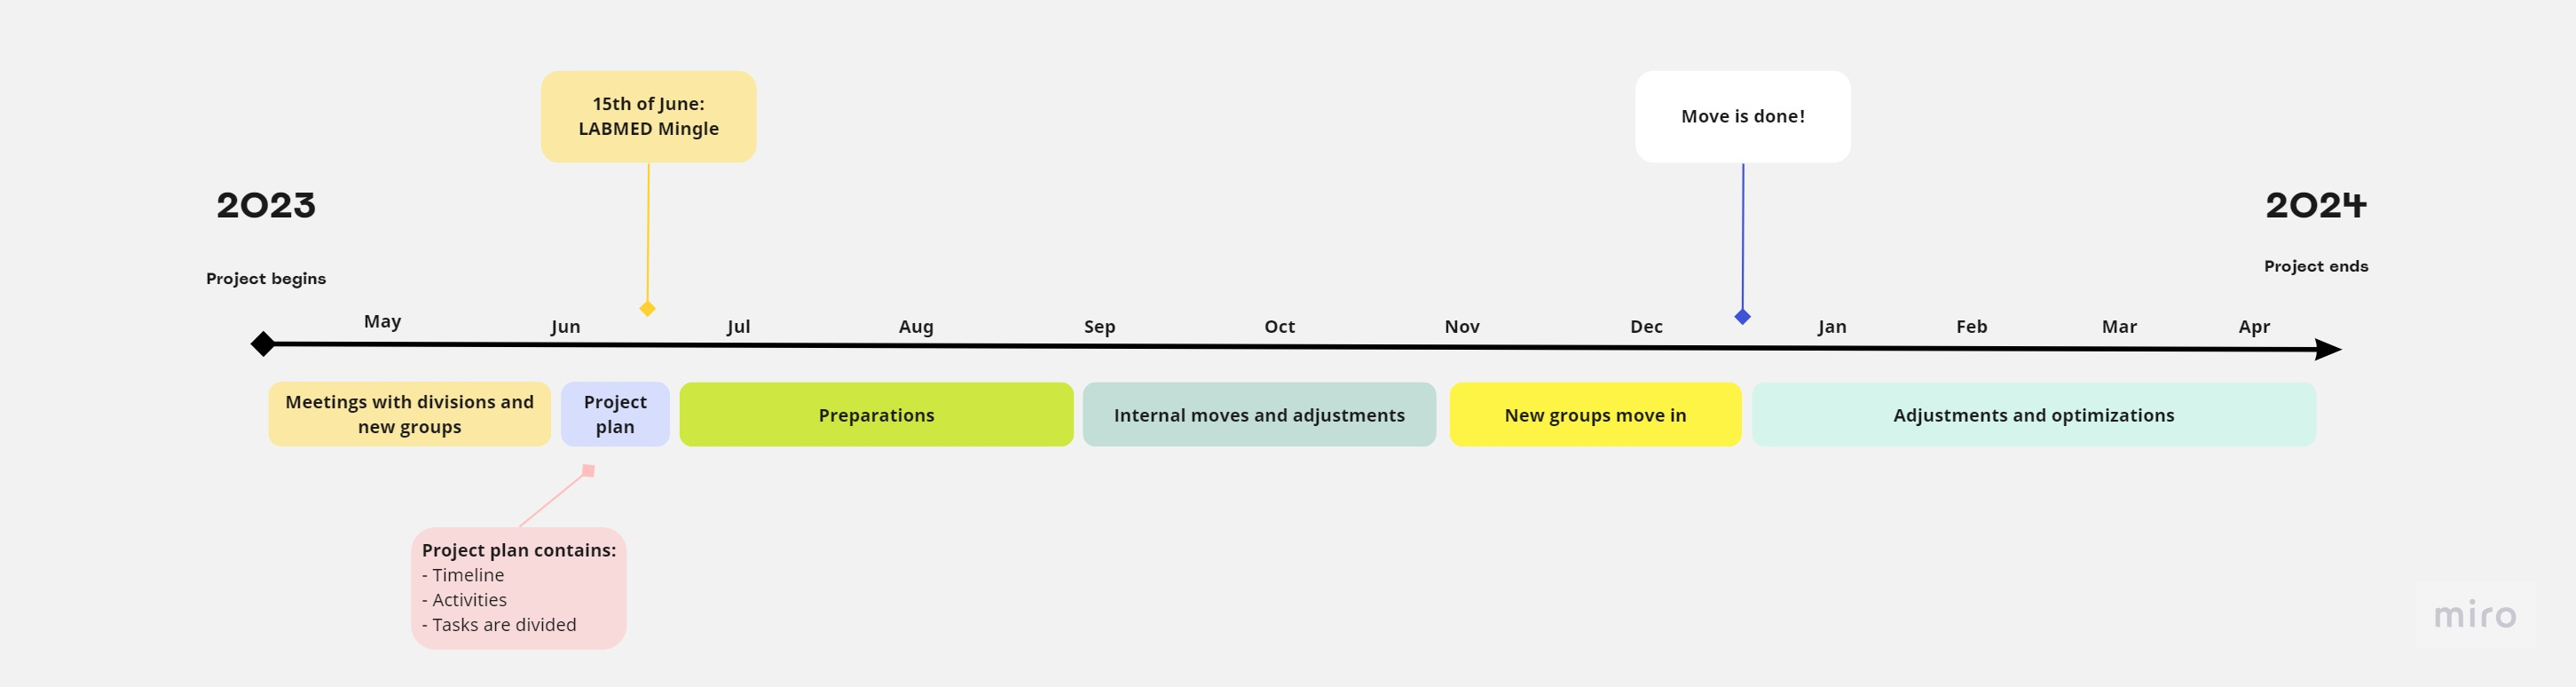 15th of June:
LABMED Mingle
Move is done!
2023
2024
Project begins
Project ends
May
Jun
Jul
Aug
Sep
Oct
Nov
Dec
Jan
Feb
Mar
Apr
Meetings with divisions and
new groups
Project
plan
Preparations
Internal moves and adjustments
New groups move in
Adjustments and optimizations
Project plan contains:
- Timeline
- Activities
- Tasks are divided
miro